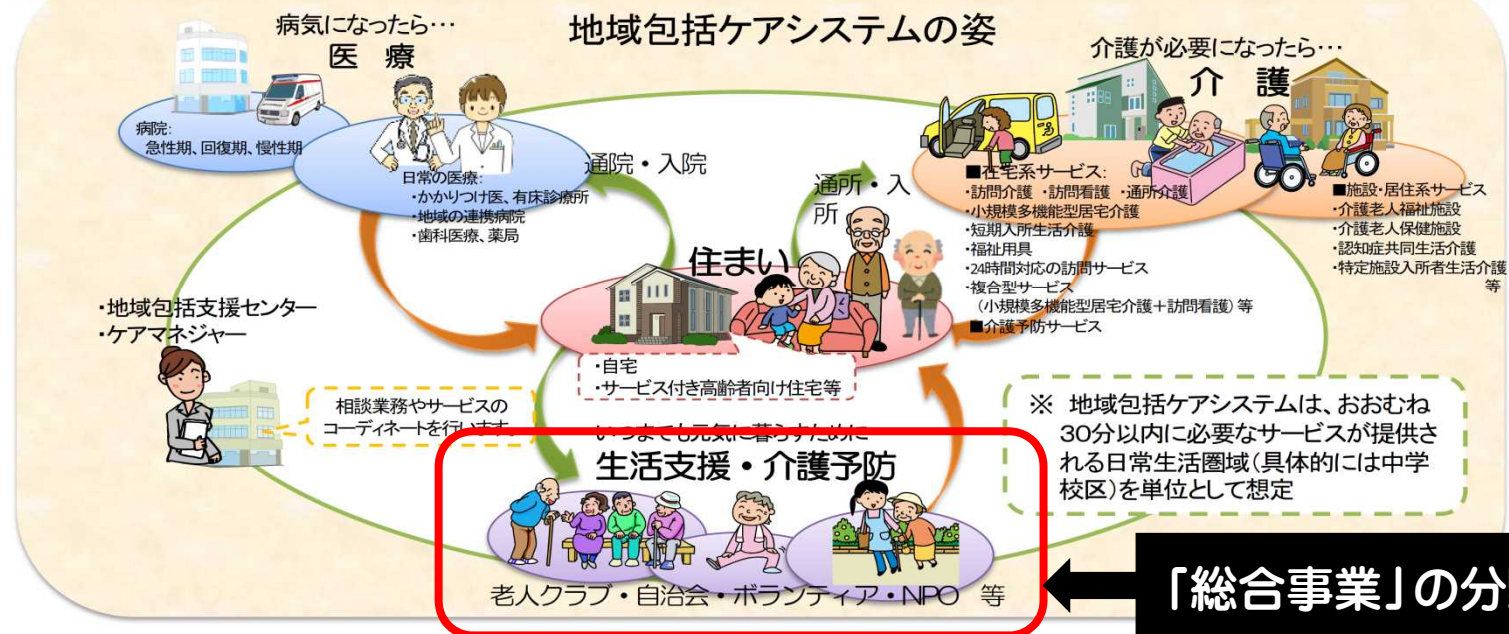 地域包括ケアシステムの姿
病気になったら…
医 療
病院:
急性期、回復期、慢性期
日常の医療:
・かかりつけ医、有床診療所
・地域の連携病院
・歯科医療、薬局
通院・入院
通所・入
所
介護が必要になったら…
介 護
■在宅系サービス:
・訪問介護 ・訪問看護 ・通所介護
・小規模多機能型居宅介護
・短期入所生活介護
・福祉用具
・24時間対応の訪問サービス
・複合型サービス
(小規模多機能型居宅介護+訪問看護)等
■介護予防サービス
■施設・居住系サービス
・介護老人福祉施設
・介護老人保健施設
・認知症共同生活介護
・特定施設入所者生活介護
等
住まい
・自宅
・サービス付き高齢者向け住宅等
・地域包括支援センター
・ケアマネジャー
相談業務やサービスの
コーディネートを行います。
いつまでも元気に暮らすために
生活支援・介護予防
老人クラブ・自治会・ボランティア・NPO 等
※ 地域包括ケアシステムは、おおむね
30分以内に必要なサービスが提供さ
れる日常生活圏域(具体的には中学
校区)を単位として想定
「総合事業」の分